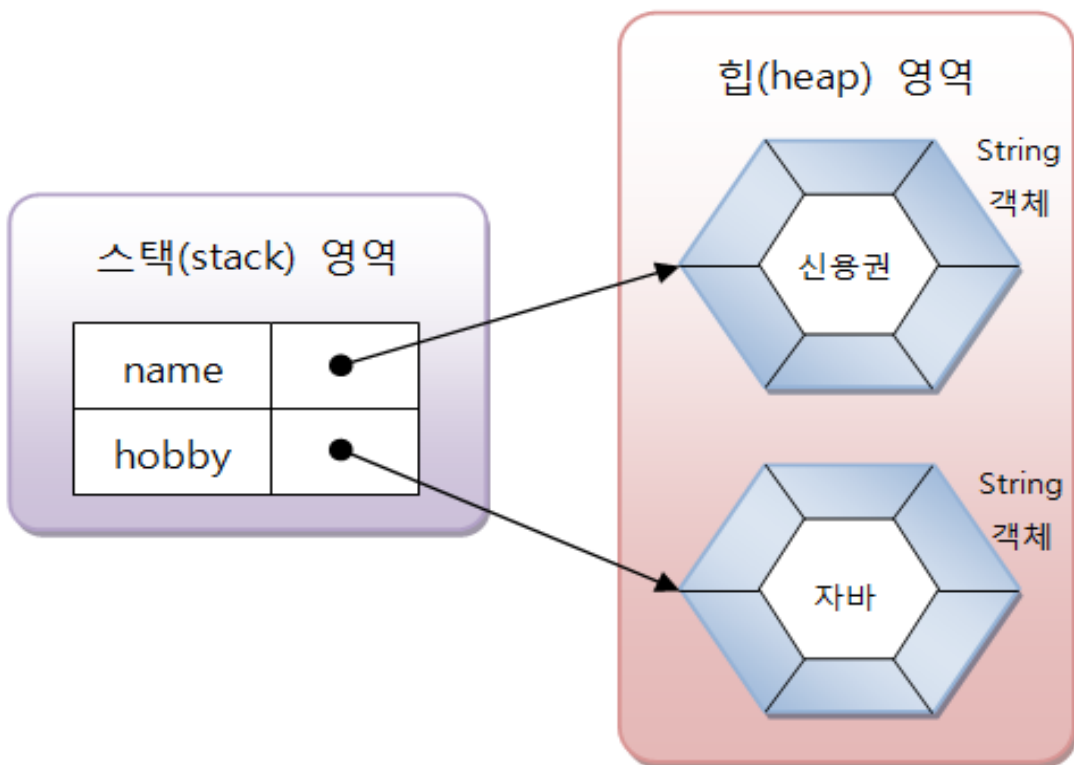 스택(stack) 영역
name
hobby
힙(heap) 영역
String
객체
신용권
String
객체
자바